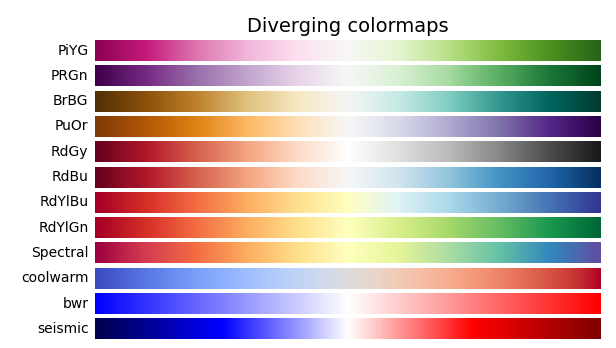 Diverging colormaps
PiYG
PRGn
BrBG
PuOr
RdGy
RdBu
RdYlBu
RdYlGn
Spectral
coolwarm
bwr
seismic